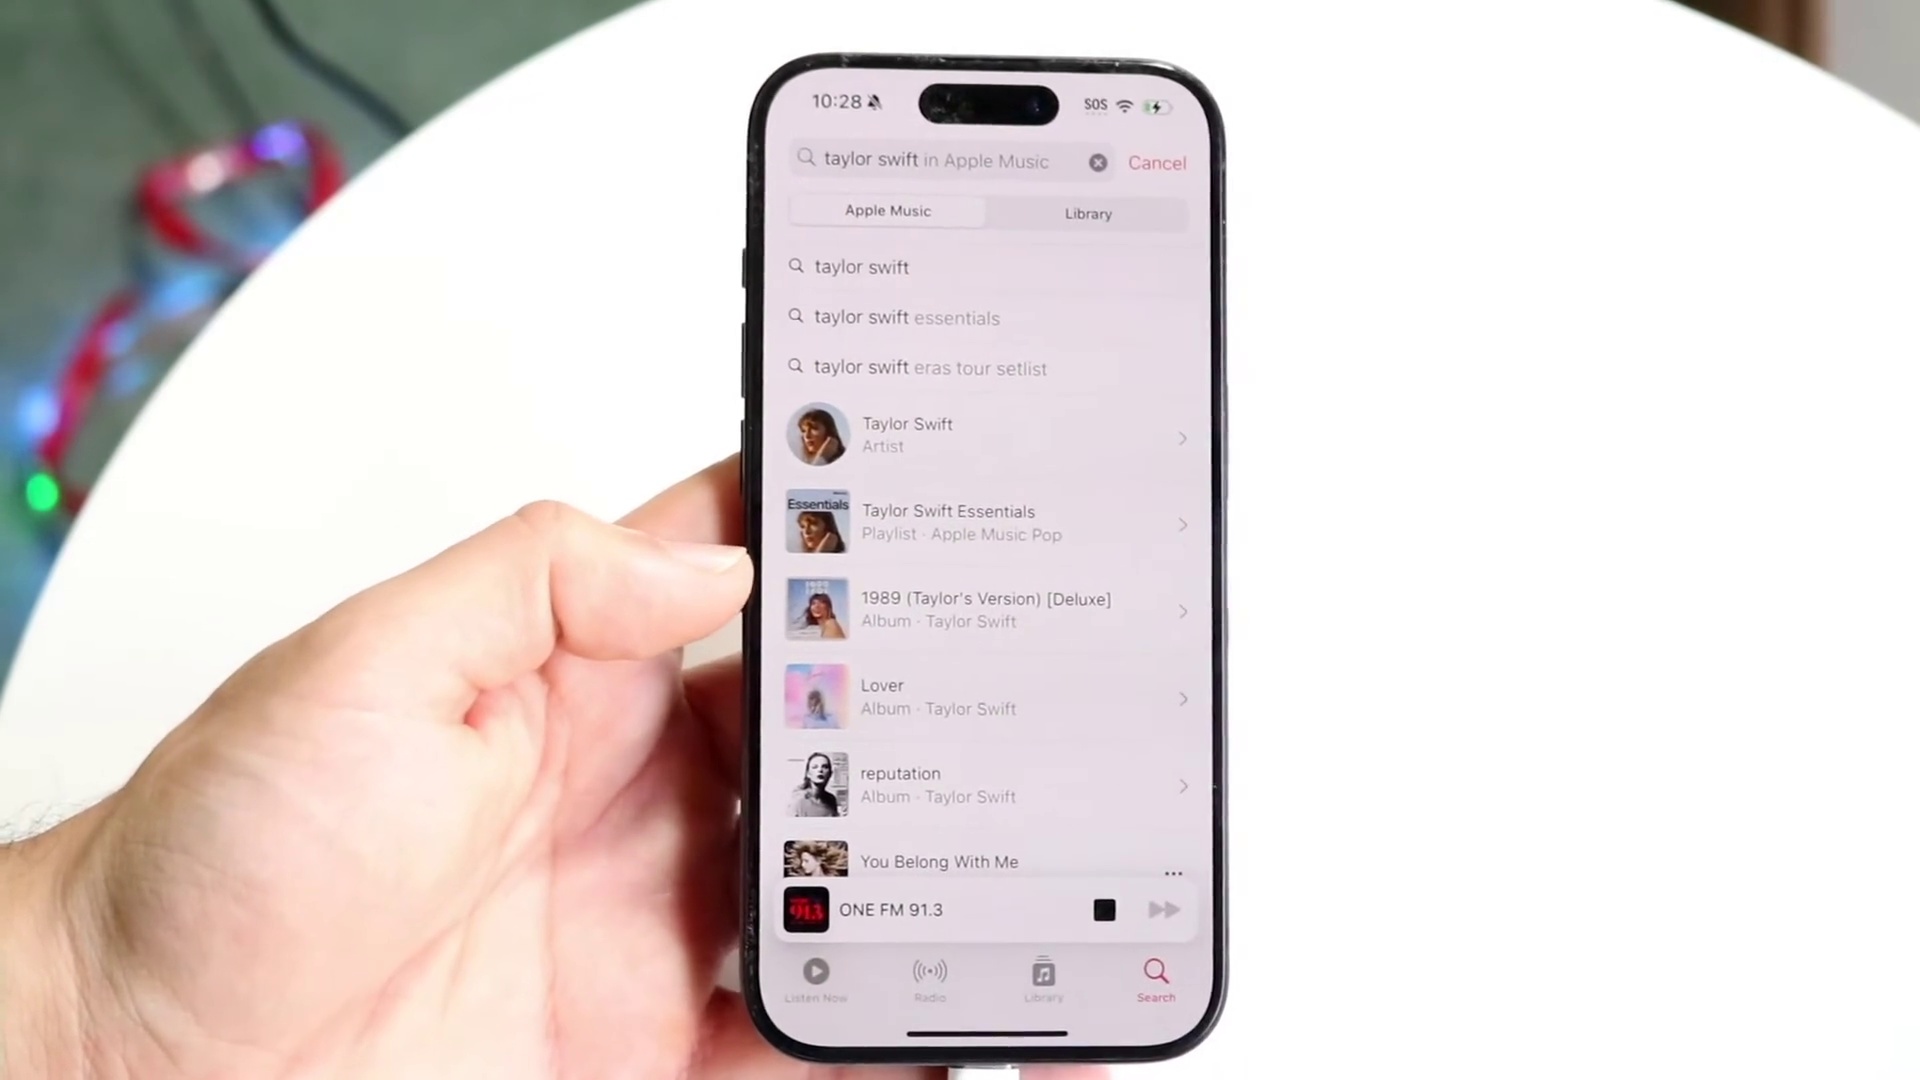 10:28
SOS
taylor swift in Apple Music
Cancel
Apple Music
Library
taylor swift
taylor swift essentials
taylor swift eras tour setlist
Taylor Swift
Artist
Essentials
Taylor Swift Essentials
Playlist · Apple Music Pop
1989 (Taylor's Version) [Deluxe]
Album · Taylor Swift
Lover
Album · Taylor Swift
reputation
Album · Taylor Swift
You Belong With Me
91.3
ONE FM 91.3
Listen Now
Radio
Library
Search